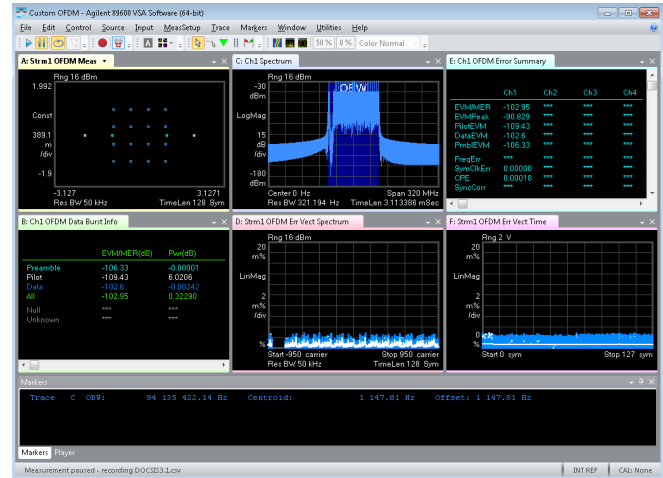 Custom OFDM - Agilent 89600 VSA Software (64-bit)
File Edit Control Source Input MeasSetup Trace Markers Window Utilities Help
50% 0% Color Normal
A: Strm1 OFDM Meas
Rng 16 dBm
1.992
Const
389.1
m
/div
-1.9
-3.127 3.1271
Res BW 50 kHz TimeLen 128 Sym
C: Ch1 Spectrum
Rng 16 dBm
-30
dBm
OBW
LogMag
15
dB
/div
-180
dBm
Center 0 Hz Span 320 MHz
Res BW 321.194 Hz TimeLen 3.113386 mSec
E: Ch1 OFDM Error Summary
Ch1 Ch2 Ch3 Ch4
EVM/MER -102.95 *** *** ***
EVMPeak -90.829 *** *** ***
PilotEVM -109.43 *** *** ***
DataEVM -102.6 *** *** ***
PmblEVM -106.33 *** *** ***
FreqErr *** *** *** ***
SymClkErr 0.00000 *** *** ***
CPE 0.00018 *** *** ***
SyncCorr *** *** *** ***
B: Ch1 OFDM Data Burst Info
EVM/MER(dB) Pwr(dB)
Preamble -106.33 -0.00001
Pilot -109.43 6.0206
Data -102.6 -0.00242
All -102.95 0.32290
Null *** ***
Unknown *** ***
D: Strm1 OFDM Err Vect Spectrum
Rng 16 dBm
20
m%
LinMag
2
m%
/div
%
Start -950 carrier Stop 950 carrier
Res BW 50 kHz TimeLen 128 Sym
F: Strm1 OFDM Err Vect Time
Rng 2 V
20
m%
LinMag
2
m%
/div
0
%
Start 0 sym Stop 127 sym
Markers
Trace C OBW: 94 135 422.14 Hz Centroid: 1 147.81 Hz Offset: 1 147.81 Hz
Markers Player
Measurement paused - recording DOCSIS3.1.csv INT REF CAL: None